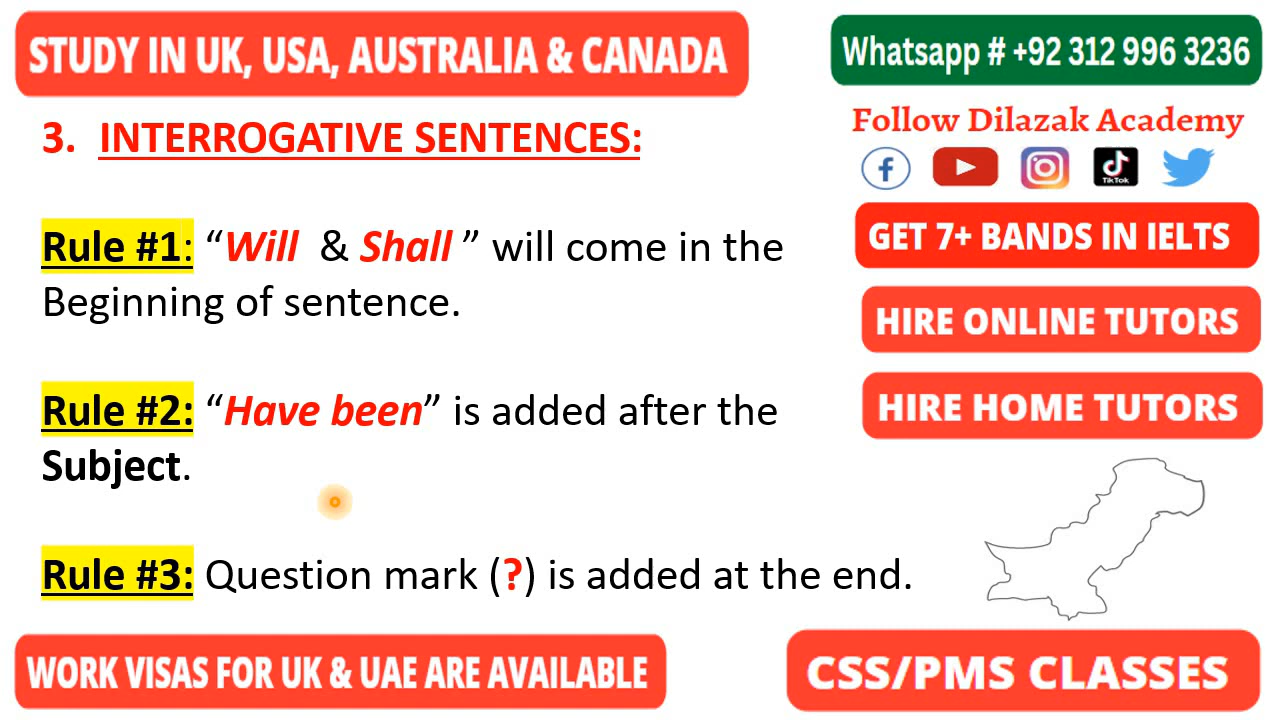 STUDY IN UK, USA, AUSTRALIA & CANADA
Whatsapp # +92 312 996 3236
Follow Dilazak Academy
TikTok
3. INTERROGATIVE SENTENCES:
GET 7+ BANDS IN IELTS
Rule #1: “Will & Shall ” will come in the
Beginning of sentence.
HIRE ONLINE TUTORS
Rule #2: “Have been” is added after the
Subject.
HIRE HOME TUTORS
Rule #3: Question mark (?) is added at the end.
WORK VISAS FOR UK & UAE ARE AVAILABLE
CSS/PMS CLASSES